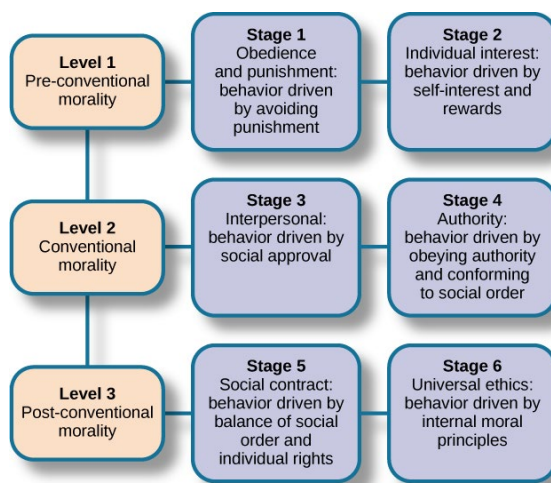 Level 1
Pre-conventional
morality
Stage 1
Obedience
and punishment:
behavior driven
by avoiding
punishment
Stage 2
Individual interest:
behavior driven by
self-interest and
rewards
Level 2
Conventional
morality
Stage 3
Interpersonal:
behavior driven by
social approval
Stage 4
Authority:
behavior driven by
obeying authority
and conforming
to social order
Level 3
Post-conventional
morality
Stage 5
Social contract:
behavior driven by
balance of social
order and
individual rights
Stage 6
Universal ethics:
behavior driven by
internal moral
principles